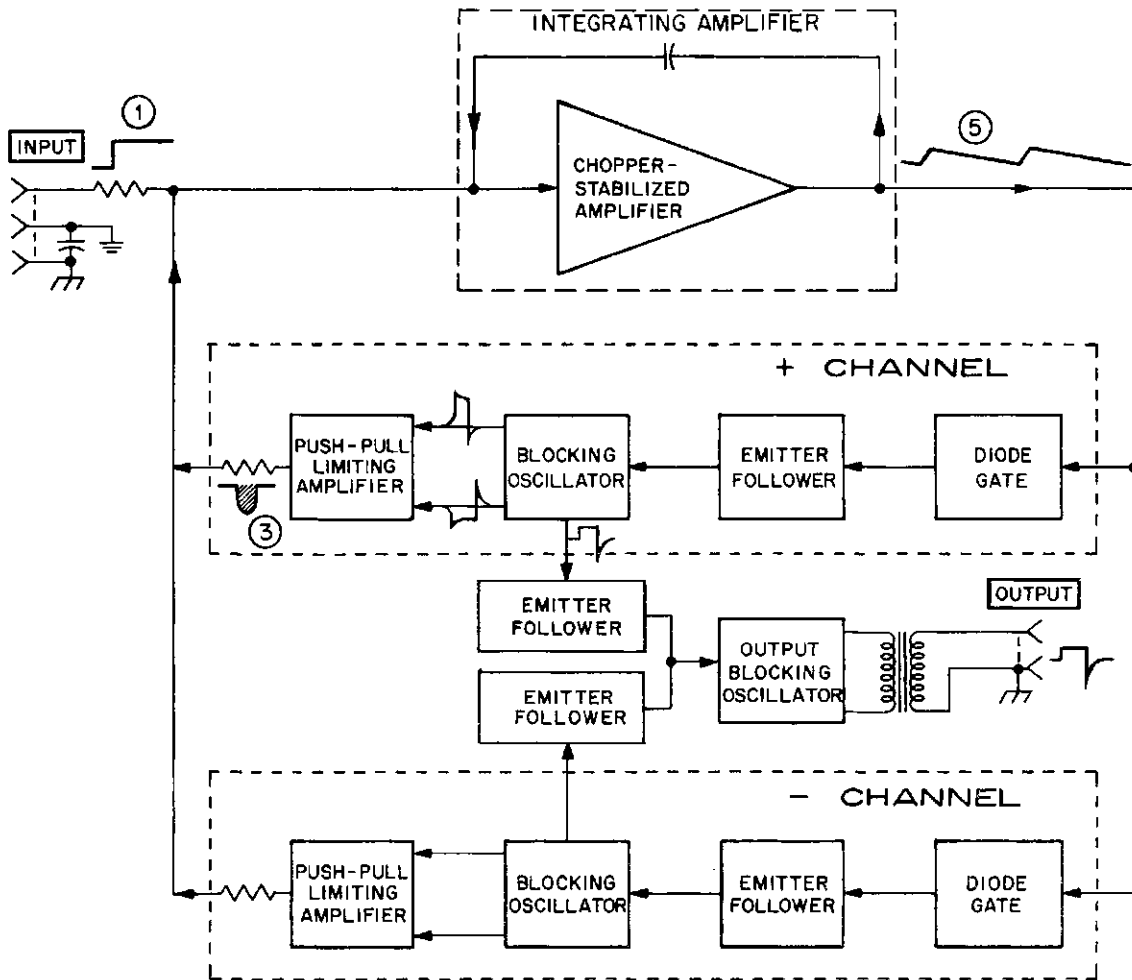 INTEGRATING AMPLIFIER
①
INPUT
CHOPPER-
STABILIZED
AMPLIFIER
⑤
+ CHANNEL
PUSH-PULL
LIMITING
AMPLIFIER
BLOCKING
OSCILLATOR
EMITTER
FOLLOWER
DIODE
GATE
③
EMITTER
FOLLOWER
EMITTER
FOLLOWER
OUTPUT
BLOCKING
OSCILLATOR
OUTPUT
- CHANNEL
PUSH-PULL
LIMITING
AMPLIFIER
BLOCKING
OSCILLATOR
EMITTER
FOLLOWER
DIODE
GATE